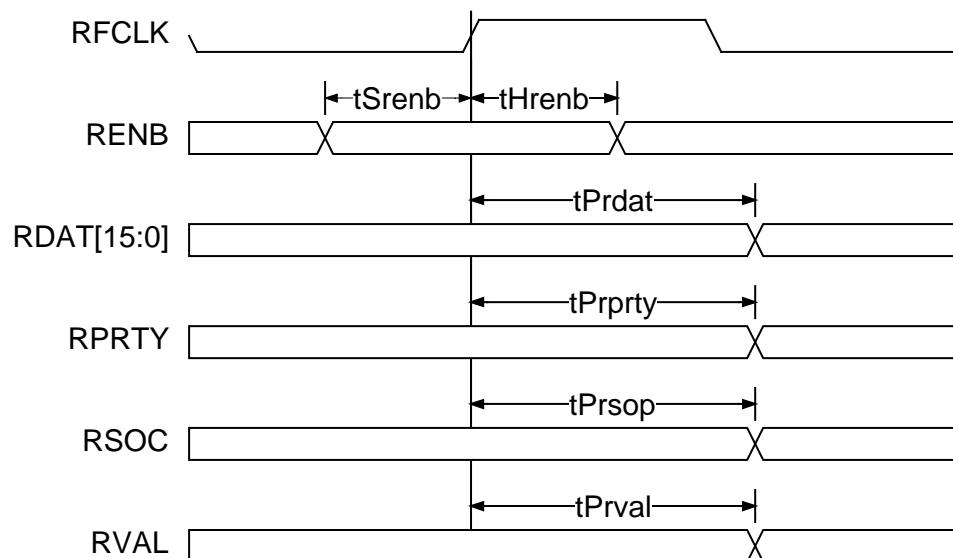 RFCLK
tSrenb tHrenb
RENB
tPrdat
RDAT[15:0]
tPrprty
RPRTY
tPrsop
RSOC
tPrval
RVAL